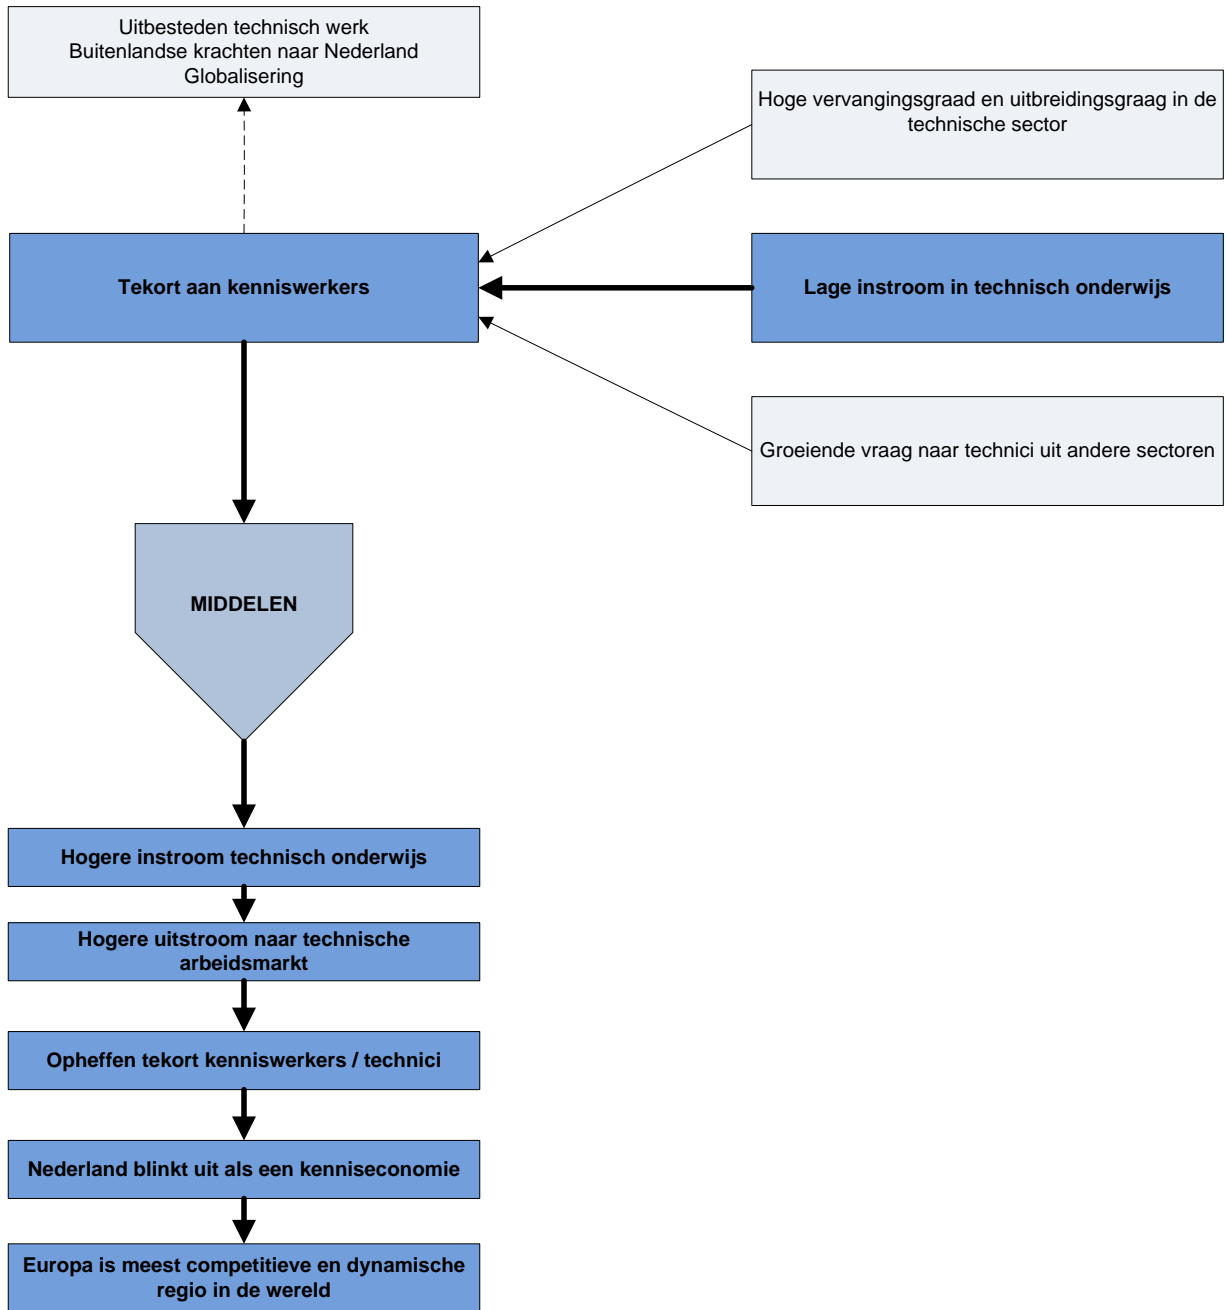 Uitbesteden technisch werk
Buitenlandse krachten naar Nederland
Globalisering
Hoge vervangingsgraad en uitbreidingsgraag in de
technische sector
Tekort aan kenniswerkers
Lage instroom in technisch onderwijs
Groeiende vraag naar technici uit andere sectoren
MIDDELEN
Hogere instroom technisch onderwijs
Hogere uitstroom naar technische
arbeidsmarkt
Opheffen tekort kenniswerkers / technici
Nederland blinkt uit als een kenniseconomie
Europa is meest competitieve en dynamische
regio in de wereld